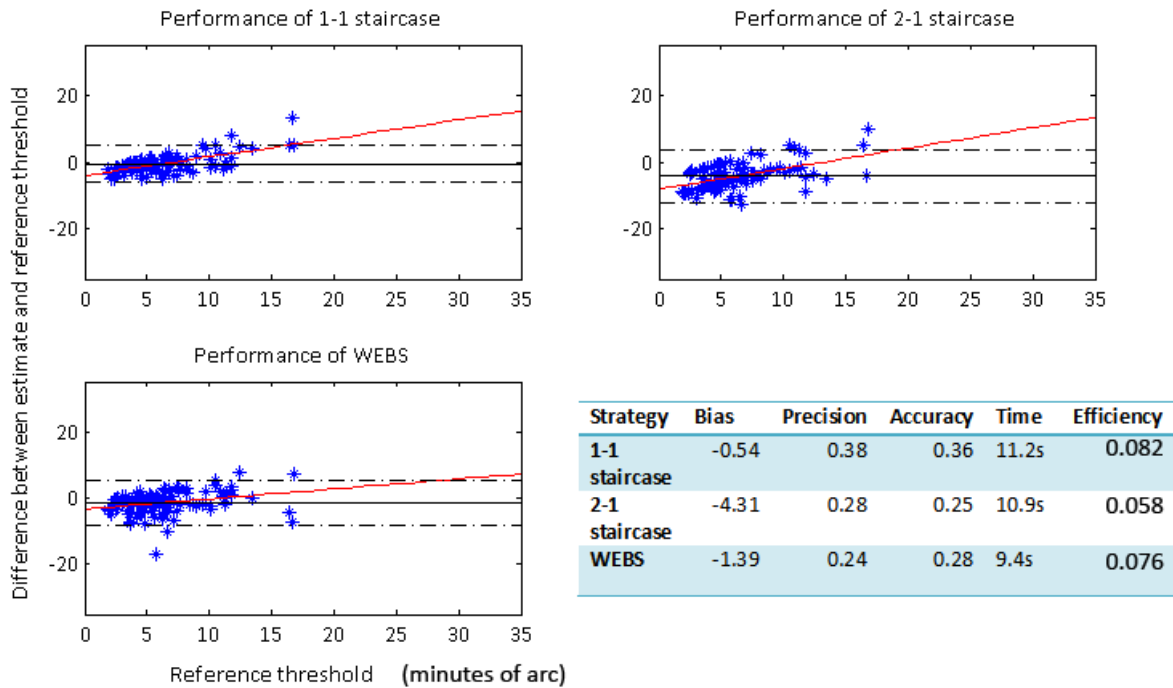 Performance of 1-1 staircase
20
0
-20
0 5 10 15 20 25 30 35
Performance of 2-1 staircase
20
0
-20
0 5 10 15 20 25 30 35
Difference between estimate and reference threshold
Performance of WEBS
20
0
-20
0 5 10 15 20 25 30 35
Reference threshold (minutes of arc)
Strategy Bias Precision Accuracy Time Efficiency
1-1 -0.54 0.38 0.36 11.2s 0.082
staircase
2-1 -4.31 0.28 0.25 10.9s 0.058
staircase
WEBS -1.39 0.24 0.28 9.4s 0.076